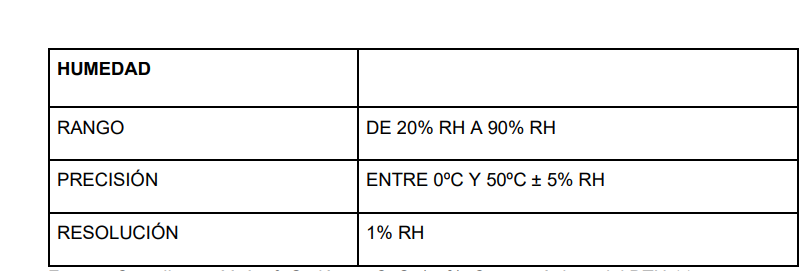 HUMEDAD
RANGO DE 20% RH A 90% RH
PRECISIÓN ENTRE 0ºC Y 50ºC ± 5% RH
RESOLUCIÓN 1% RH